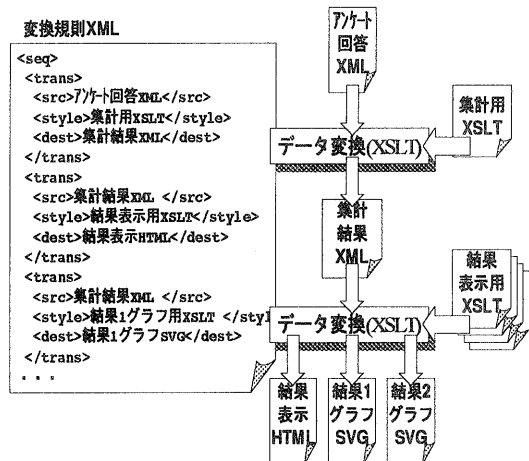 変換規則XML
<seq>
<trans>
<src>アンケート回答XML</src>
<style>集計用XSLT</style>
<dest>集計結果XML</dest>
</trans>
<trans>
<src>集計結果XML </src>
<style>結果表示用XSLT</style>
<dest>結果表示HTML</dest>
</trans>
<trans>
<src>集計結果XML </src>
<style>結果1グラフ用XSLT </styl
<dest>結果1グラフSVG</dest>
</trans>
・・・
アンケート
回答
XML
集計用
XSLT
データ変換(XSLT)
集計
結果
XML
結果
表示用
XSLT
データ変換(XSLT)
結果
表示
HTML
結果1
グラフ
SVG
結果2
グラフ
SVG